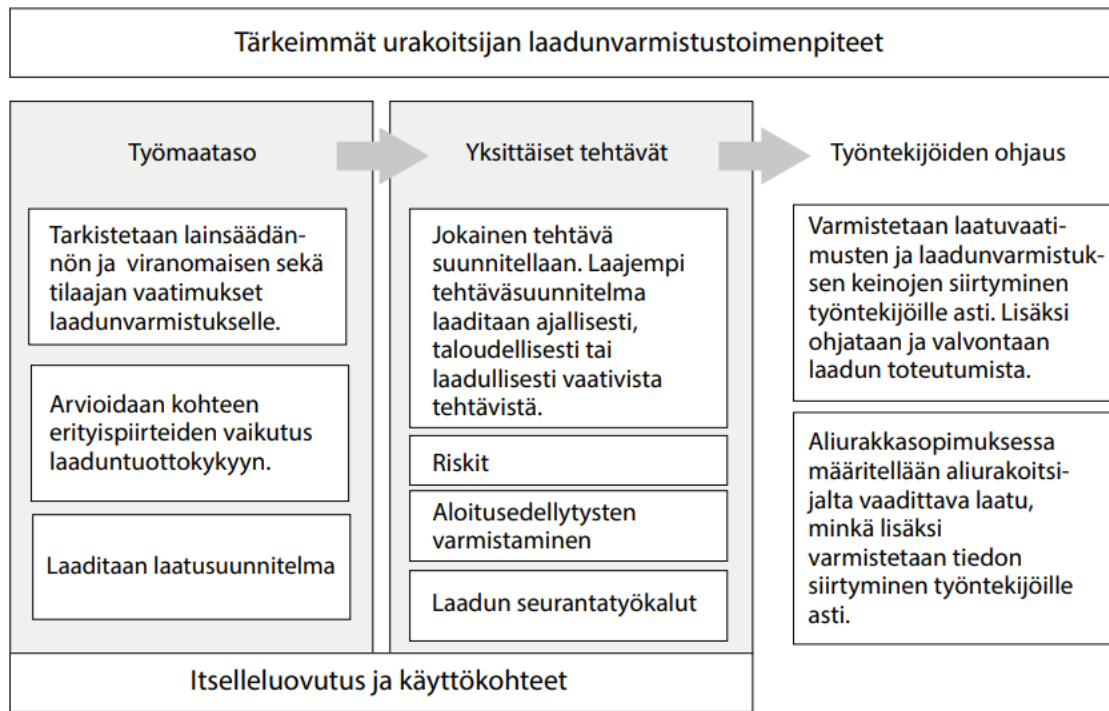 Tärkeimmät urakoitsijan laadunvarmistustoimenpiteet
Työmaataso
Tarkistetaan lainsäädän-
nön ja viranomaisen sekä
tilaajan vaatimukset
laadunvarmistukselle.
Arvioidaan kohteen
erityispiirteiden vaikutus
laaduntuottokykyyn.
Laaditaan laatusuunnitelma
Yksittäiset tehtävät
Jokainen tehtävä
suunnitellaan. Laajempi
tehtäväsuunnitelma
laaditaan ajallisesti,
taloudellisesti tai
laadullisesti vaativista
tehtävistä.
Riskit
Aloitusedellytysten
varmistaminen
Laadun seurantatyökalut
Itselleluovutus ja käyttökohteet
Työntekijöiden ohjaus
Varmistetaan laatuvaati-
musten ja laadunvarmistuk-
sen keinojen siirtyminen
työntekijöille asti. Lisäksi
ohjataan ja valvontaan
laadun toteutumista.
Aliurakkasopimuksessa
määritellään aliurakoitsi-
jalta vaadittava laatu,
minkä lisäksi
varmistetaan tiedon
siirtyminen työntekijöille
asti.